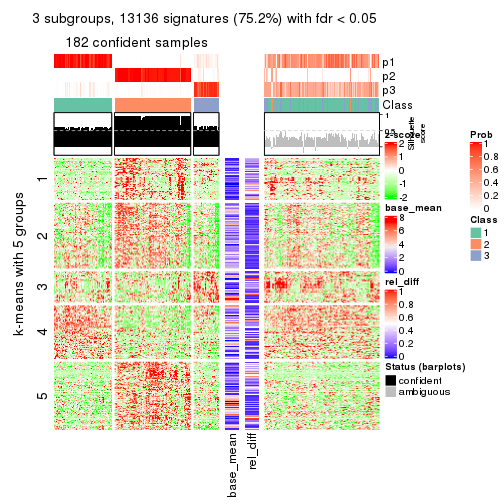 3 subgroups, 13136 signatures (75.2%) with fdr < 0.05
182 confident samples
p1
p2
p3
Class
1
0.5
Silhouette
score
k-means with 5 groups
1
2
3
4
5
base_mean
rel_diff
z-score
2
1
0
-1
-2
base_mean
8
6
4
2
0
rel_diff
1
0.8
0.6
0.4
0.2
0
Status (barplots)
confident
ambiguous
Prob
1
0.8
0.6
0.4
0.2
0
Class
1
2
3